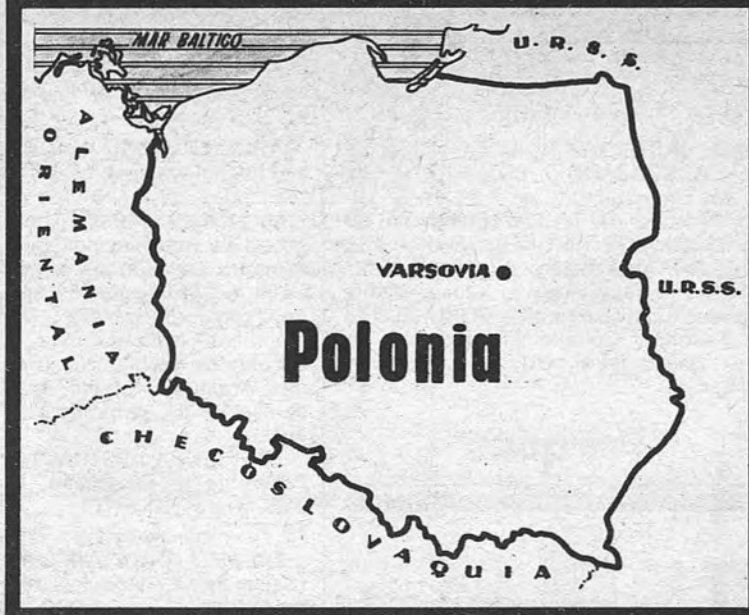 MAR BALTICO
U. R. S. S.
ALEMANIA
ORIENTAL
VARSOVIA
U.R.S.S.
Polonia
CHECOSLOVAQUIA